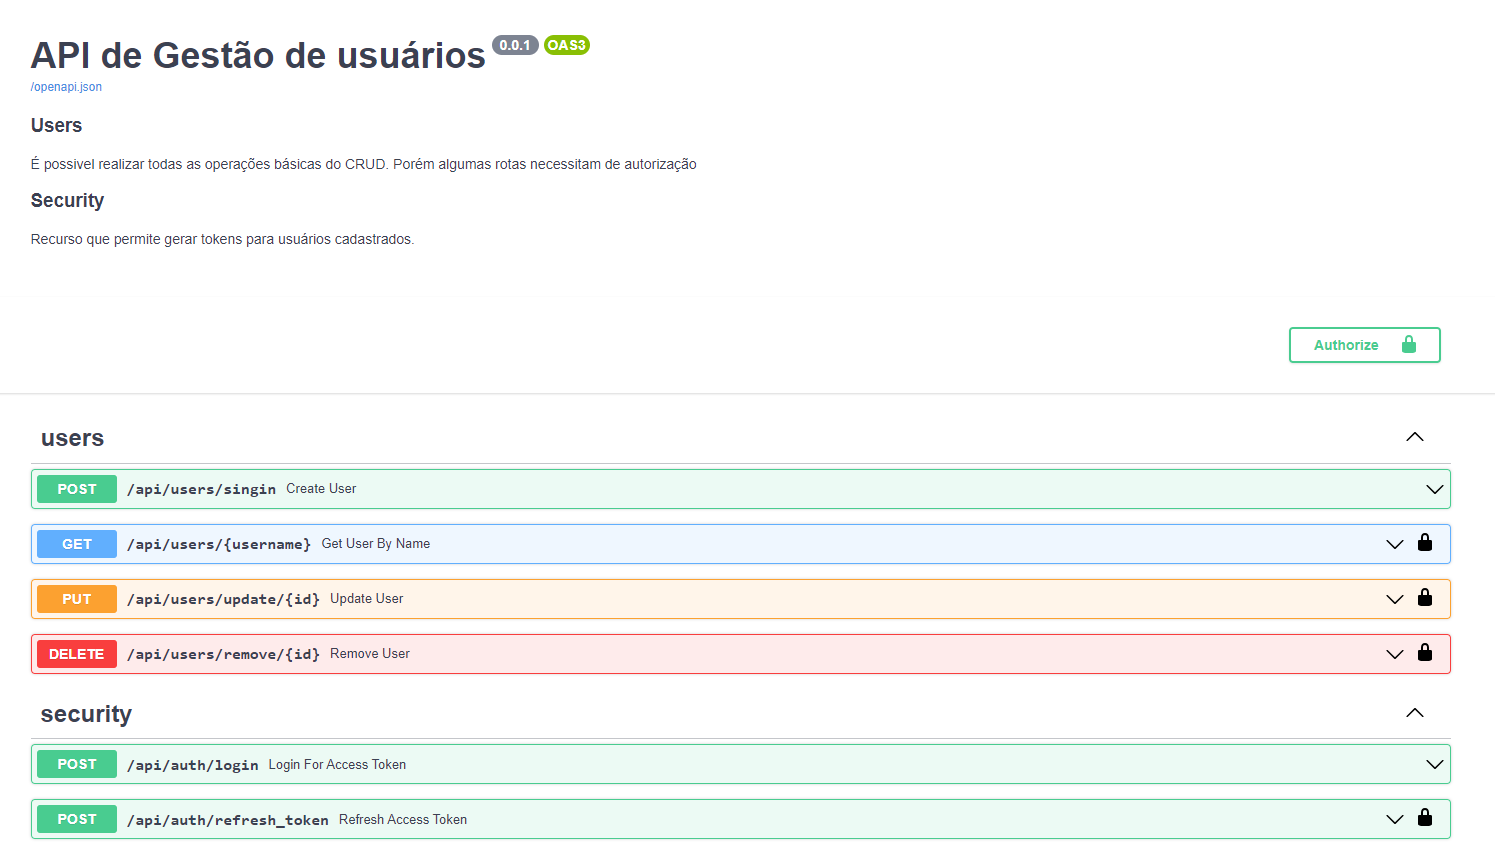 API de Gestão de usuários 0.0.1 OAS3
/openapi.json
Users
É possivel realizar todas as operações básicas do CRUD. Porém algumas rotas necessitam de autorização
Security
Recurso que permite gerar tokens para usuários cadastrados.
Authorize
users
POST /api/users/singin Create User
GET /api/users/{username} Get User By Name
PUT /api/users/update/{id} Update User
DELETE /api/users/remove/{id} Remove User
security
POST /api/auth/login Login For Access Token
POST /api/auth/refresh_token Refresh Access Token